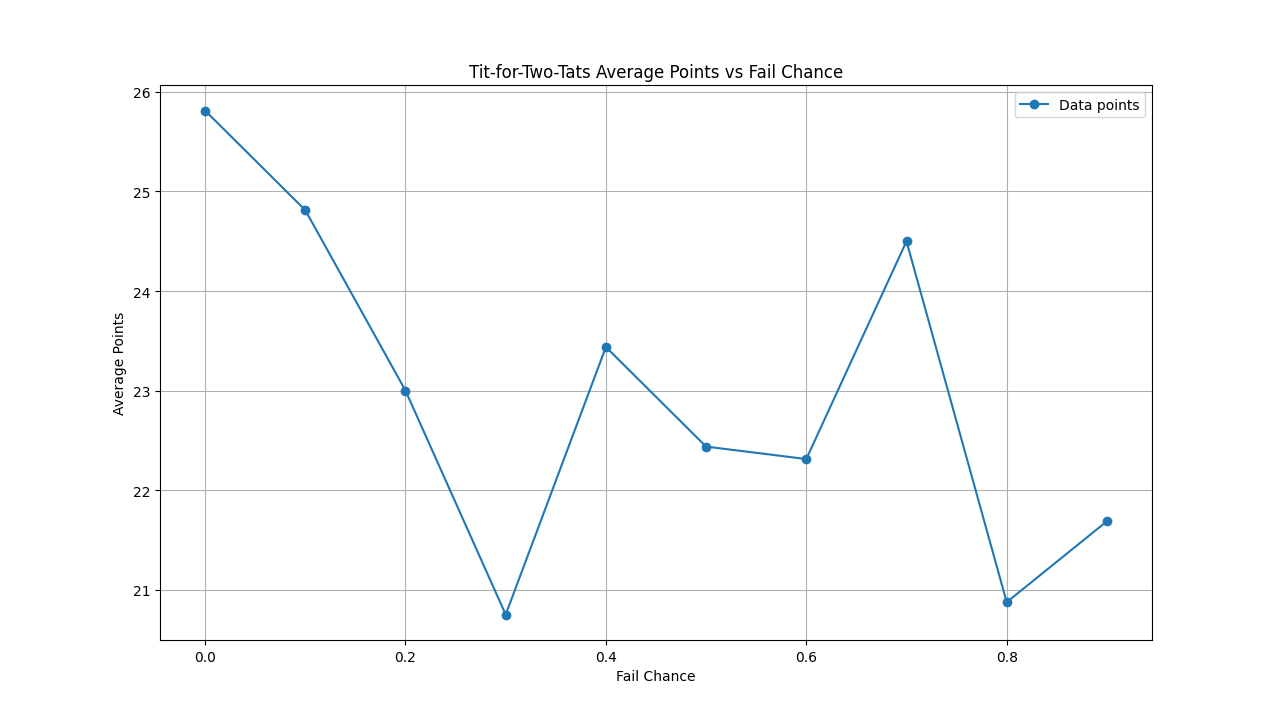 Tit-for-Two-Tats Average Points vs Fail Chance
Data points
26
25
24
23
22
21
Average Points
0.0 0.2 0.4 0.6 0.8
Fail Chance